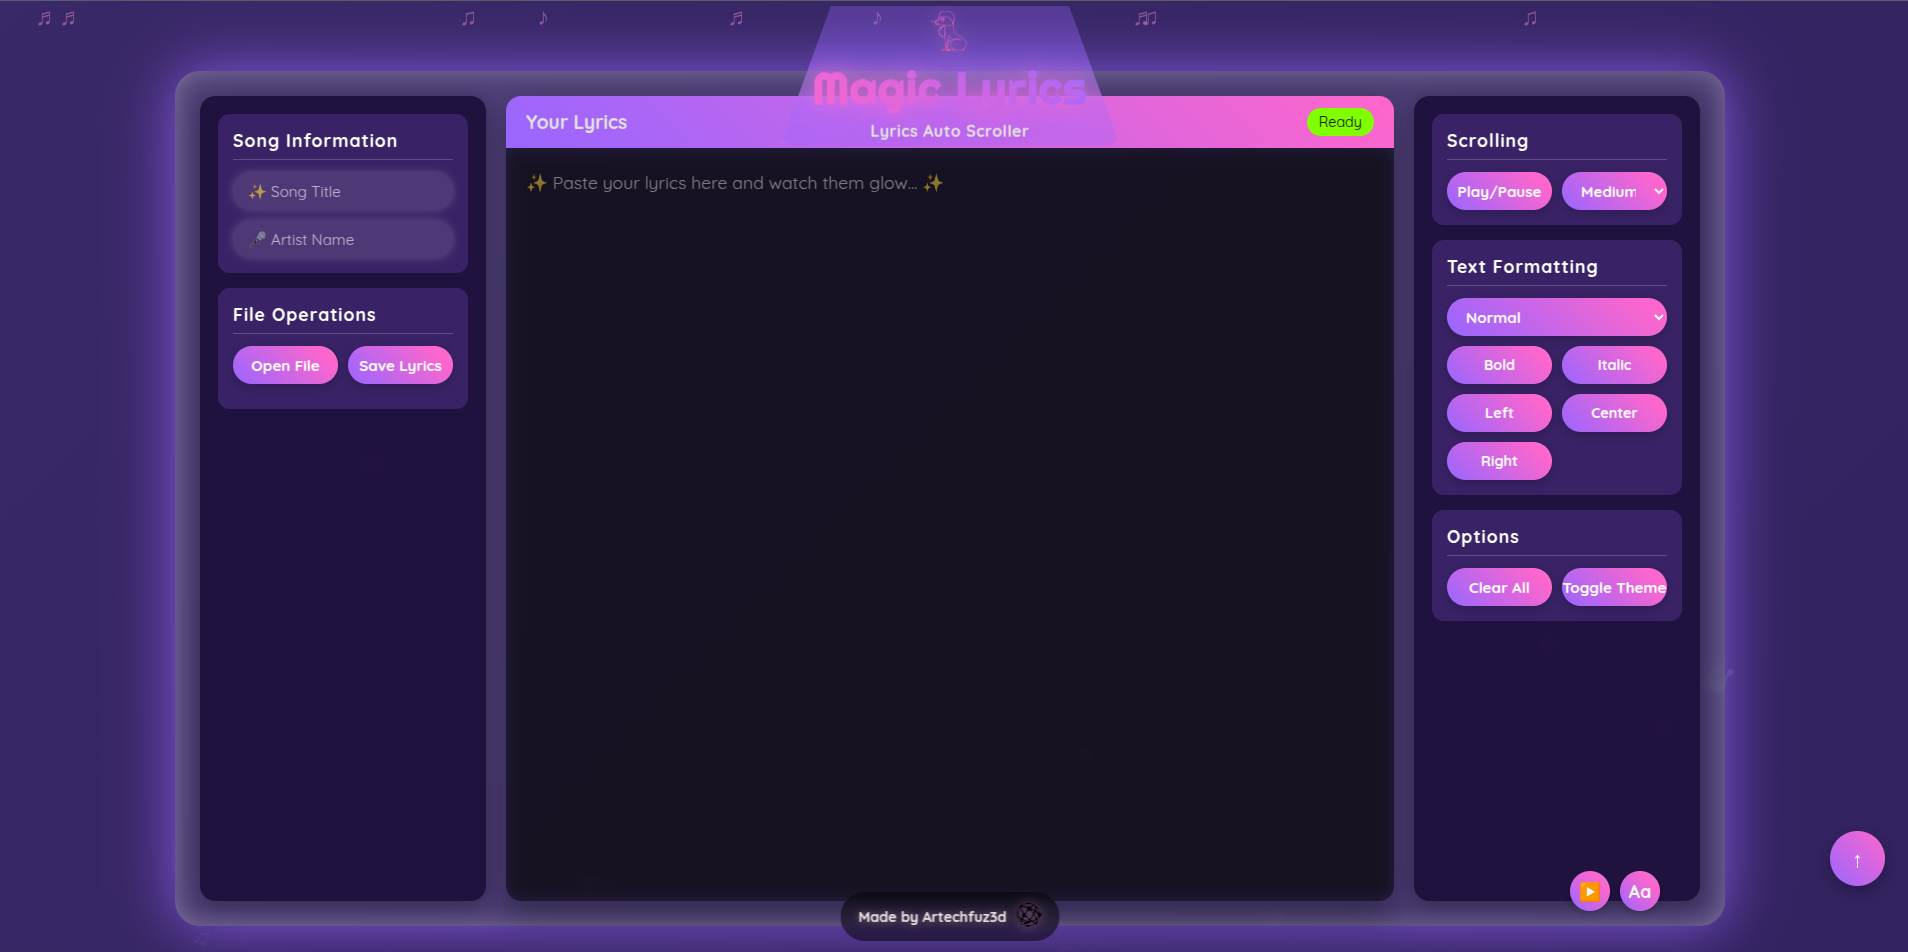 ♬ ♬ ♫ ♪ ♬ ♪ ♬♫ ♫
Magic Lyrics
Lyrics Auto Scroller
Song Information
✨ Song Title
🎤 Artist Name
File Operations
Open File
Save Lyrics
Your Lyrics
Ready
✨ Paste your lyrics here and watch them glow... ✨
Scrolling
Play/Pause
Medium
Text Formatting
Normal
Bold
Italic
Left
Center
Right
Options
Clear All
Toggle Theme
↑
▶️
Aa
Made by Artechfuz3d